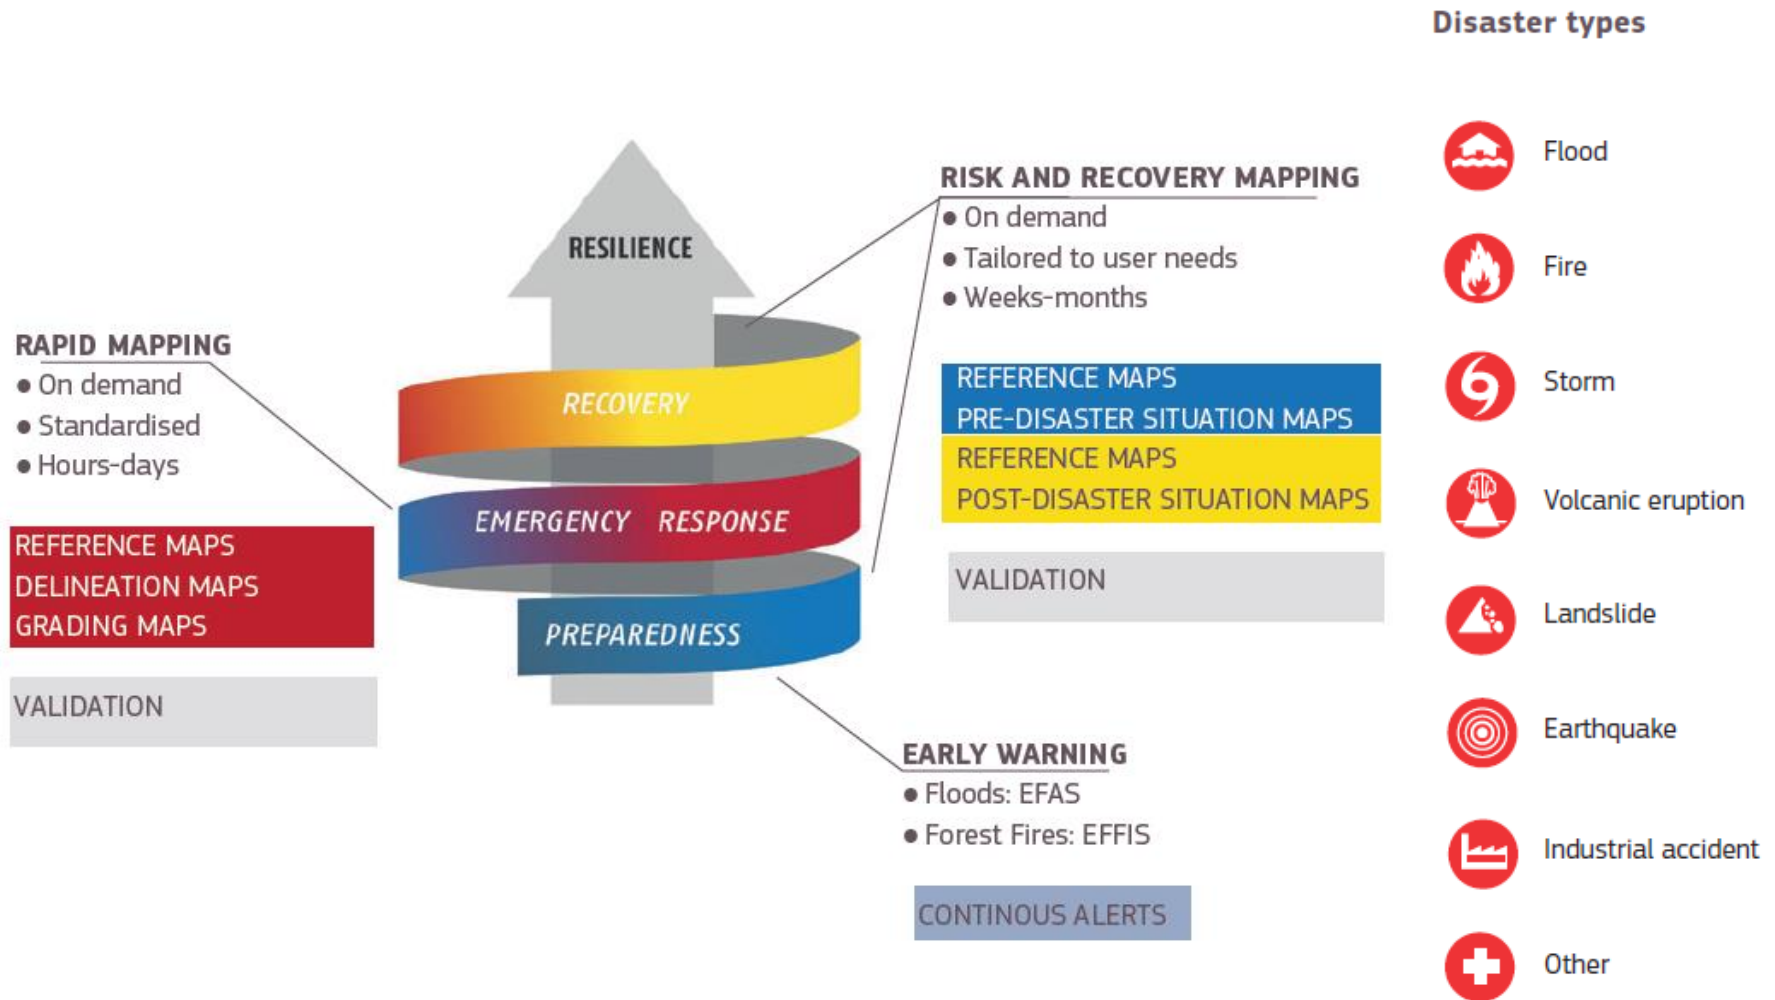 Disaster types
Flood
Fire
Storm
Volcanic eruption
Landslide
Earthquake
Industrial accident
Other
RESILIENCE
RECOVERY
EMERGENCY RESPONSE
PREPAREDNESS
RAPID MAPPING
● On demand
● Standardised
● Hours-days
REFERENCE MAPS
DELINEATION MAPS
GRADING MAPS
VALIDATION
RISK AND RECOVERY MAPPING
● On demand
● Tailored to user needs
● Weeks-months
REFERENCE MAPS
PRE-DISASTER SITUATION MAPS
REFERENCE MAPS
POST-DISASTER SITUATION MAPS
VALIDATION
EARLY WARNING
● Floods: EFAS
● Forest Fires: EFFIS
CONTINOUS ALERTS